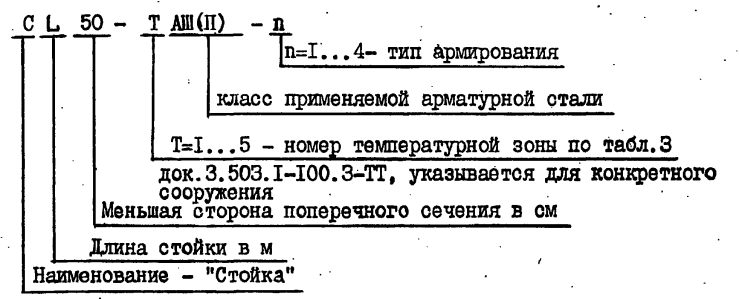 С L 50 - Т АШ(П) - n
n=I...4- тип армирования
класс применяемой арматурной стали
Т=I...5 - номер температурной зоны по табл.3
док.3.503.I-I00.3-ТТ, указывается для конкретного
сооружения
Меньшая сторона поперечного сечения в см
Длина стойки в м
Наименование - "Стойка"